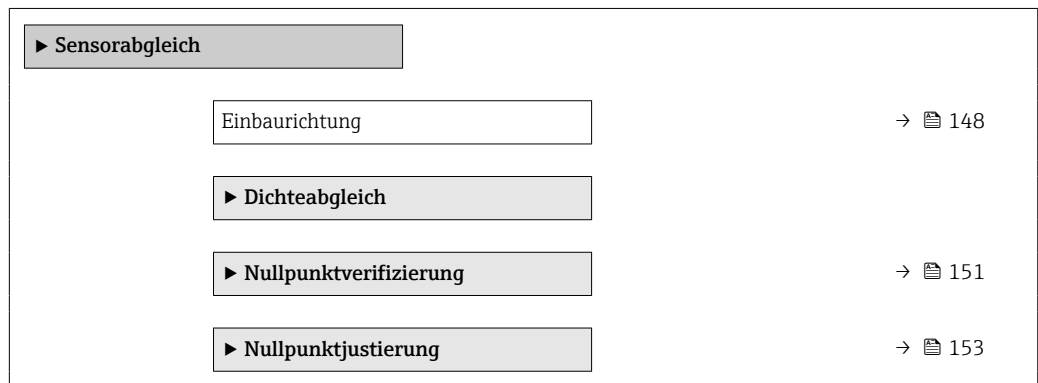 ▶ Sensorabgleich
Einbaurichtung → 148
▶ Dichteabgleich
▶ Nullpunktverifizierung → 151
▶ Nullpunktjustierung → 153